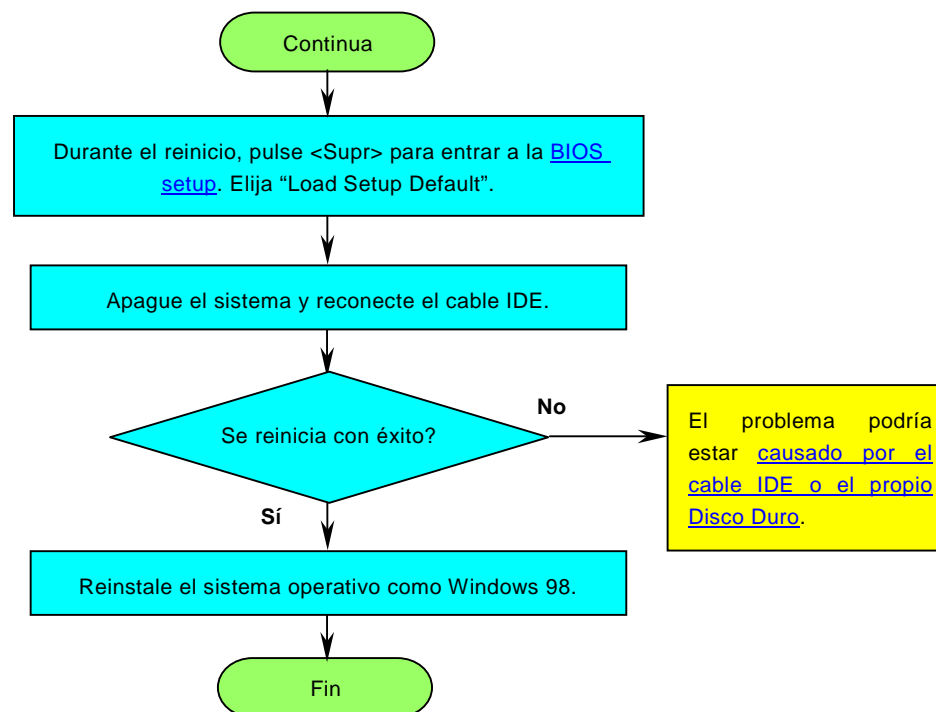 Continua
Durante el reinicio, pulse <Supr> para entrar a la BIOS
setup. Elija “Load Setup Default”.
Apague el sistema y reconecte el cable IDE.
Se reinicia con éxito?
No
El problema podría
estar causado por el
cable IDE o el propio
Disco Duro.
Sí
Reinstale el sistema operativo como Windows 98.
Fin